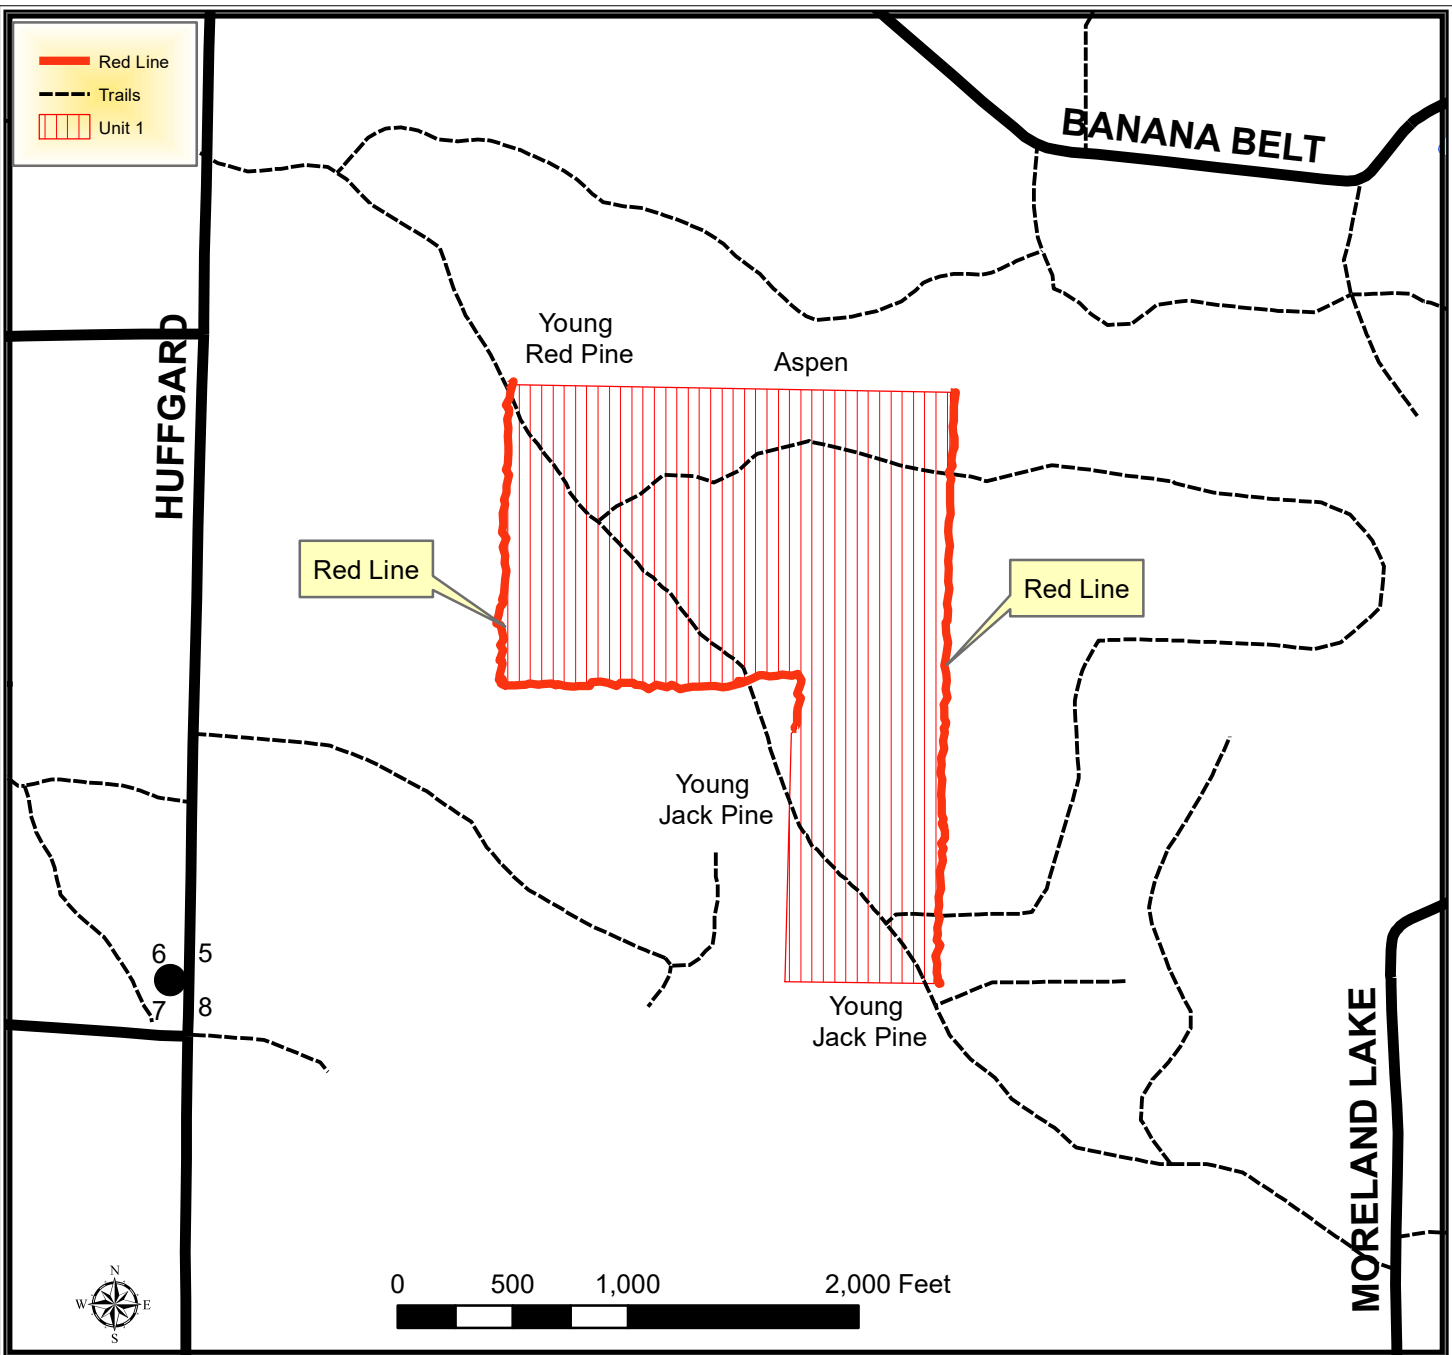 Red Line
Trails
Unit 1
BANANA BELT
HUFFGARD
Young
Red Pine
Aspen
Red Line
Red Line
Young
Jack Pine
6 5
7 8
Young
Jack Pine
MORELAND LAKE
N
W E
S
0 500 1,000 2,000 Feet